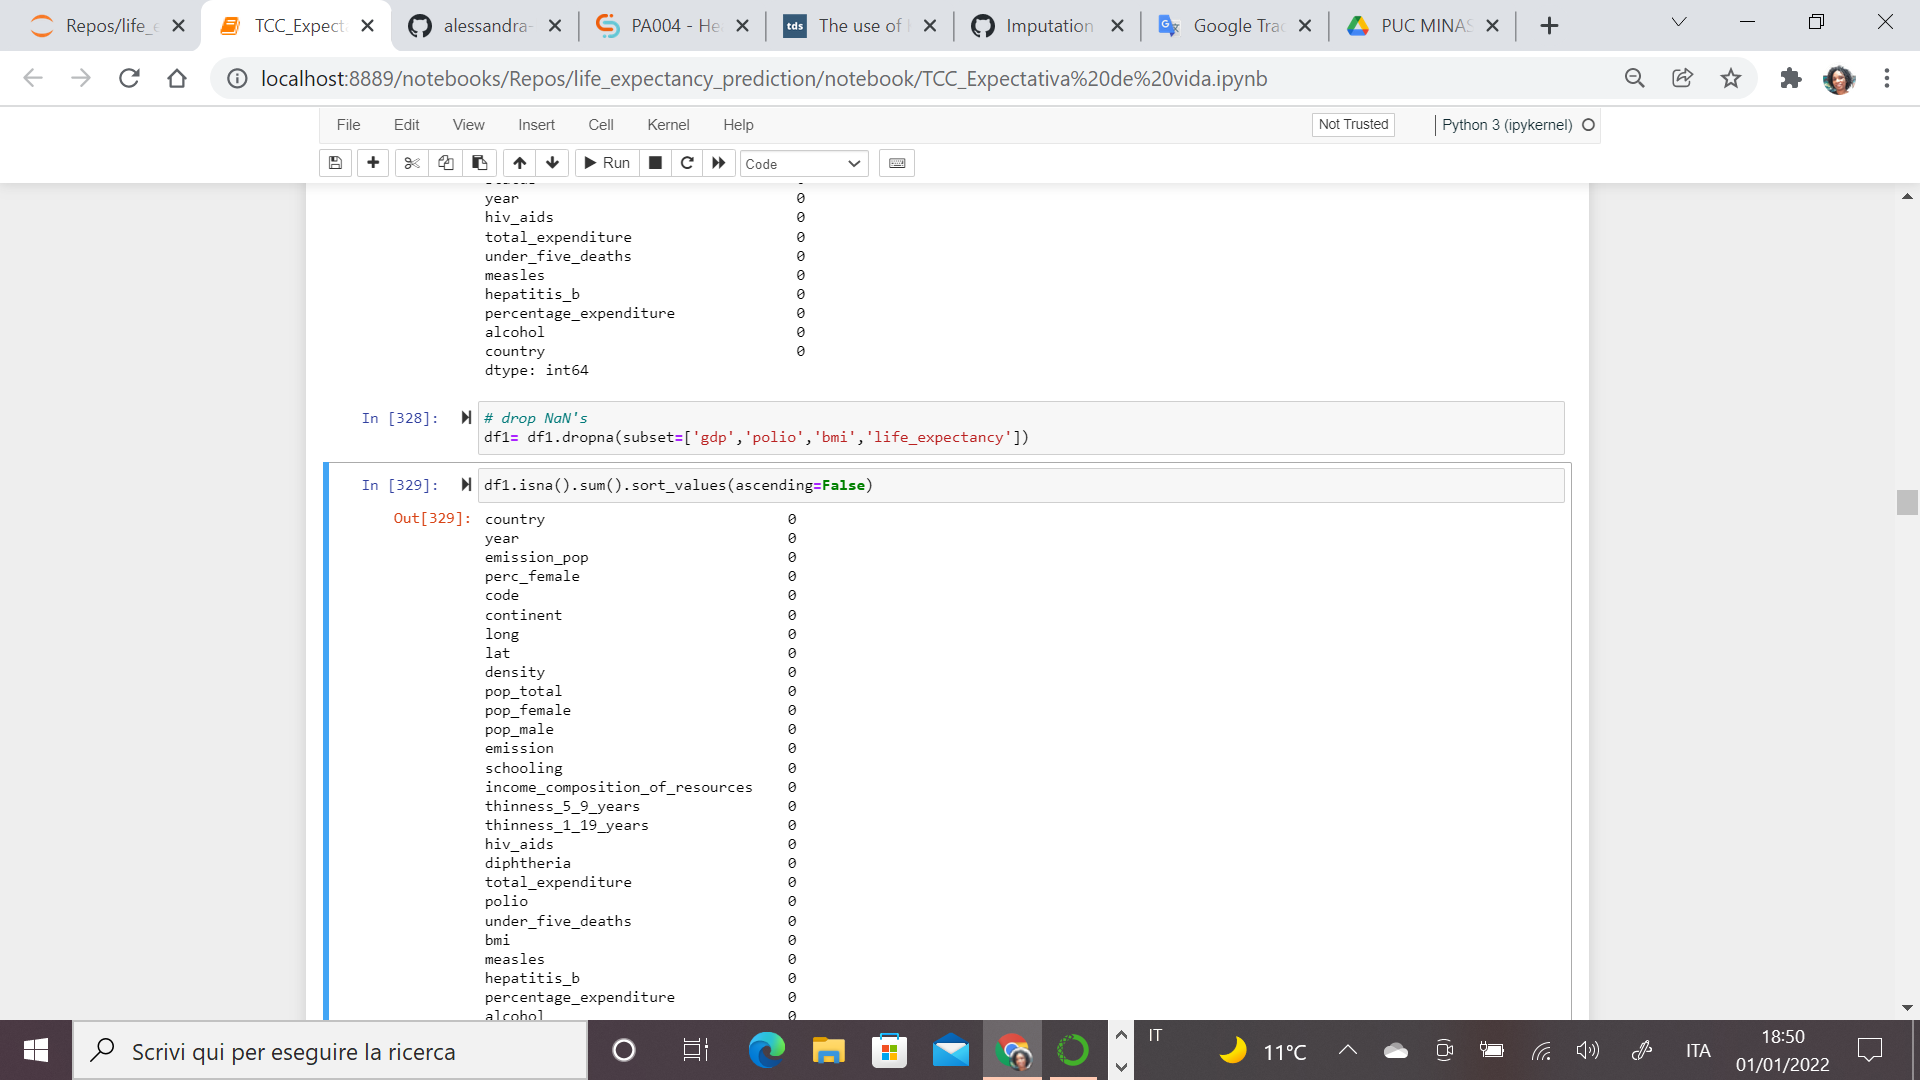 Repos/life_e
TCC_Expecta
alessandra-
PA004 - He
The use of
Imputation
Google Trad
PUC MINAS
localhost:8889/notebooks/Repos/life_expectancy_prediction/notebook/TCC_Expectativa%20de%20vida.ipynb
File Edit View Insert Cell Kernel Help
Not Trusted Python 3 (ipykernel)
Run Code
year 0
hiv_aids 0
total_expenditure 0
under_five_deaths 0
measles 0
hepatitis_b 0
percentage_expenditure 0
alcohol 0
country 0
dtype: int64
In [328]: # drop NaN's
df1= df1.dropna(subset=['gdp','polio','bmi','life_expectancy'])
In [329]: df1.isna().sum().sort_values(ascending=False)
Out[329]: country 0
year 0
emission_pop 0
perc_female 0
code 0
continent 0
long 0
lat 0
density 0
pop_total 0
pop_female 0
pop_male 0
emission 0
schooling 0
income_composition_of_resources 0
thinness_5_9_years 0
thinness_1_19_years 0
hiv_aids 0
diphtheria 0
total_expenditure 0
polio 0
under_five_deaths 0
bmi 0
measles 0
hepatitis_b 0
percentage_expenditure 0
alcohol 0
Scrivi qui per eseguire la ricerca
IT
11°C
ITA
18:50
01/01/2022